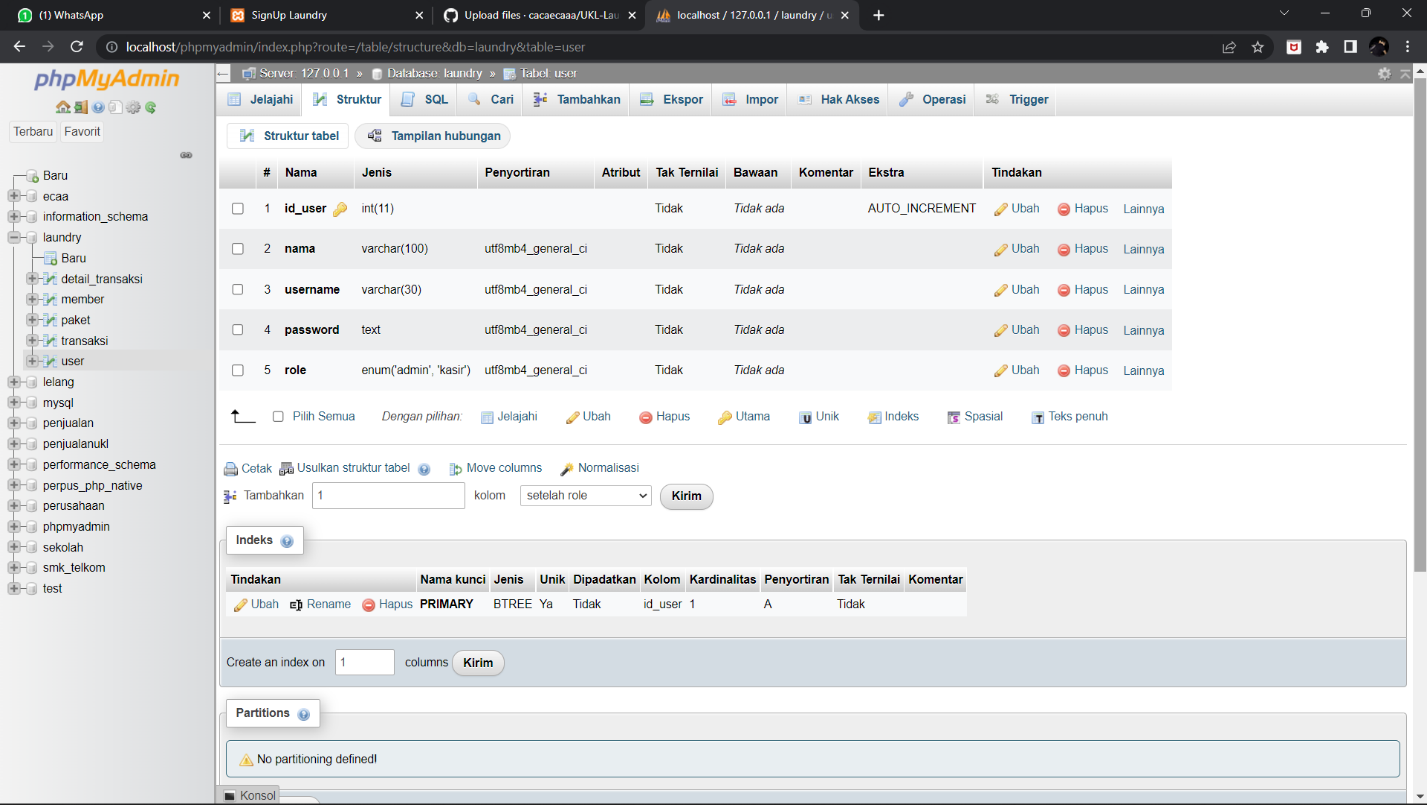 (1) WhatsApp
SignUp Laundry
Upload files · cacaecaaa/UKL-Lau
localhost / 127.0.0.1 / laundry / u
localhost/phpmyadmin/index.php?route=/table/structure&db=laundry&table=user
phpMyAdmin
Terbaru Favorit
Baru
ecaa
information_schema
laundry
Baru
detail_transaksi
member
paket
transaksi
user
lelang
mysql
penjualan
penjualanukl
performance_schema
perpus_php_native
perusahaan
phpmyadmin
sekolah
smk_telkom
test
Server: 127.0.0.1 » Database: laundry » Tabel: user
Jelajahi Struktur SQL Cari Tambahkan Ekspor Impor Hak Akses Operasi Trigger
Struktur tabel Tampilan hubungan
# Nama Jenis Penyortiran Atribut Tak Ternilai Bawaan Komentar Ekstra Tindakan
1 id_user int(11) Tidak Tidak ada AUTO_INCREMENT Ubah Hapus Lainnya
2 nama varchar(100) utf8mb4_general_ci Tidak Tidak ada Ubah Hapus Lainnya
3 username varchar(30) utf8mb4_general_ci Tidak Tidak ada Ubah Hapus Lainnya
4 password text utf8mb4_general_ci Tidak Tidak ada Ubah Hapus Lainnya
5 role enum('admin', 'kasir') utf8mb4_general_ci Tidak Tidak ada Ubah Hapus Lainnya
Pilih Semua Dengan pilihan: Jelajahi Ubah Hapus Utama Unik Indeks Spasial Teks penuh
Cetak Usulkan struktur tabel Move columns Normalisasi
Tambahkan 1 kolom setelah role Kirim
Indeks
Tindakan Nama kunci Jenis Unik Dipadatkan Kolom Kardinalitas Penyortiran Tak Ternilai Komentar
Ubah Rename Hapus PRIMARY BTREE Ya Tidak id_user 1 A Tidak
Create an index on 1 columns Kirim
Partitions
No partitioning defined!
Konsol